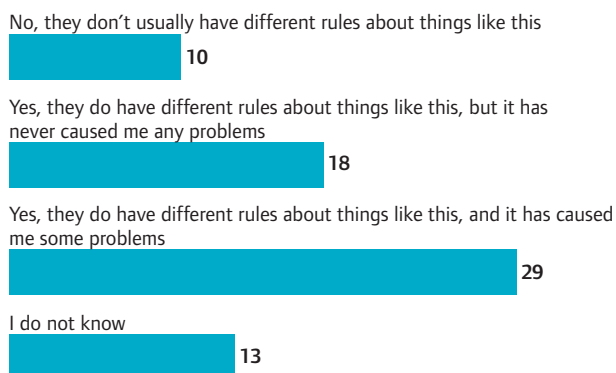 No, they don’t usually have different rules about things like this
10
Yes, they do have different rules about things like this, but it has
never caused me any problems
18
Yes, they do have different rules about things like this, and it has caused
me some problems
29
I do not know
13